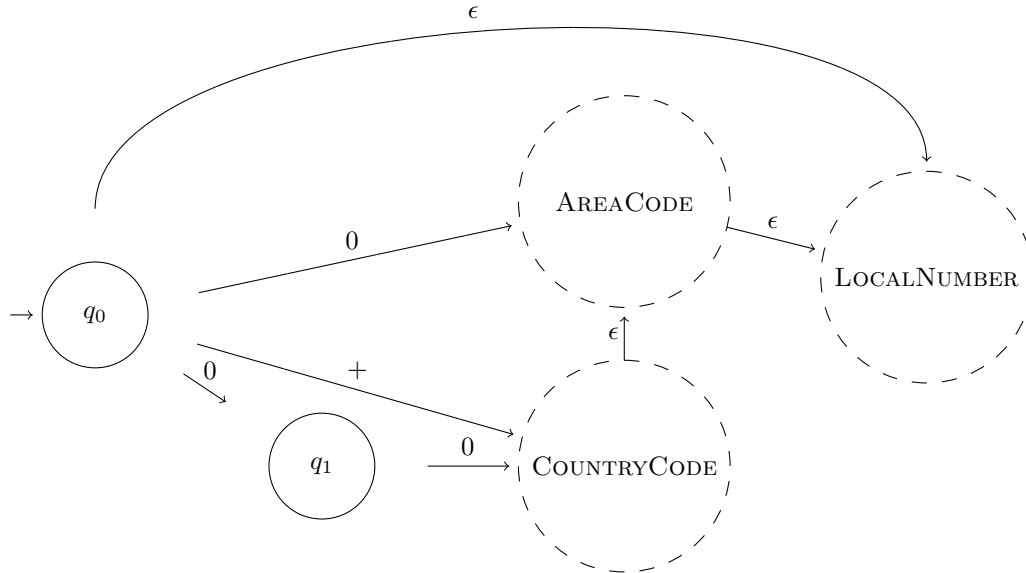 ϵ
AREACODE
0
ϵ
LOCALNUMBER
q0
ϵ
0
+
q1
0
COUNTRYCODE